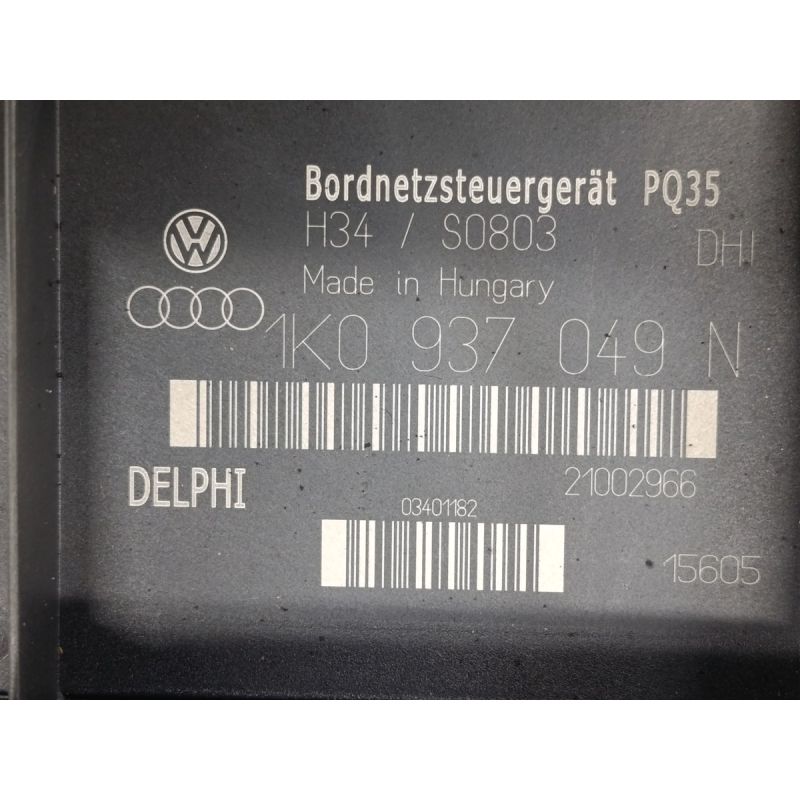 Bordnetzsteuergerät PQ35
H34 / S0803 DHI
Made in Hungary
1K0 937 049 N
DELPHI 21002966
03401182
15605